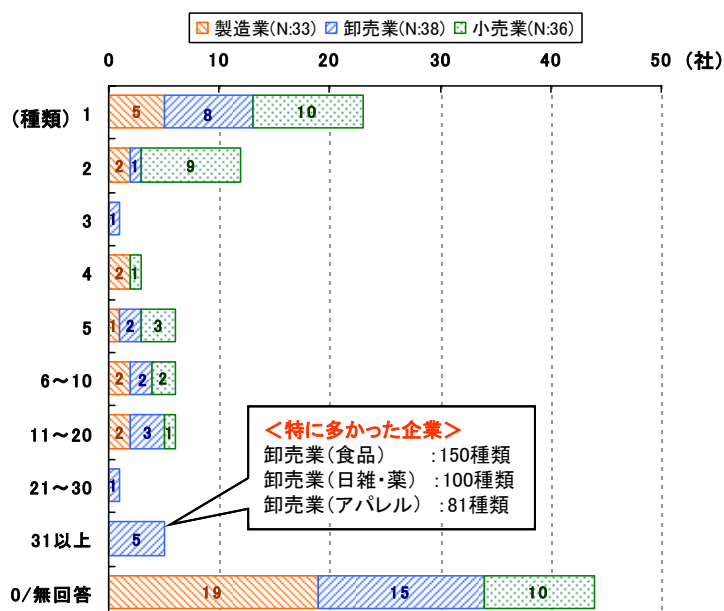 製造業(N:33) 卸売業(N:38) 小売業(N:36)
0 10 20 30 40 50 (社)
(種類) 1 5 8 10
2 2 1 9
3 1
4 2 1
5 1 2 3
6～10 2 2 2
11～20 2 3 1
＜特に多かった企業＞
卸売業(食品) :150種類
卸売業(日雑・薬) :100種類
卸売業(アパレル) :81種類
21～30 1
31以上 5
0/無回答 19 15 10